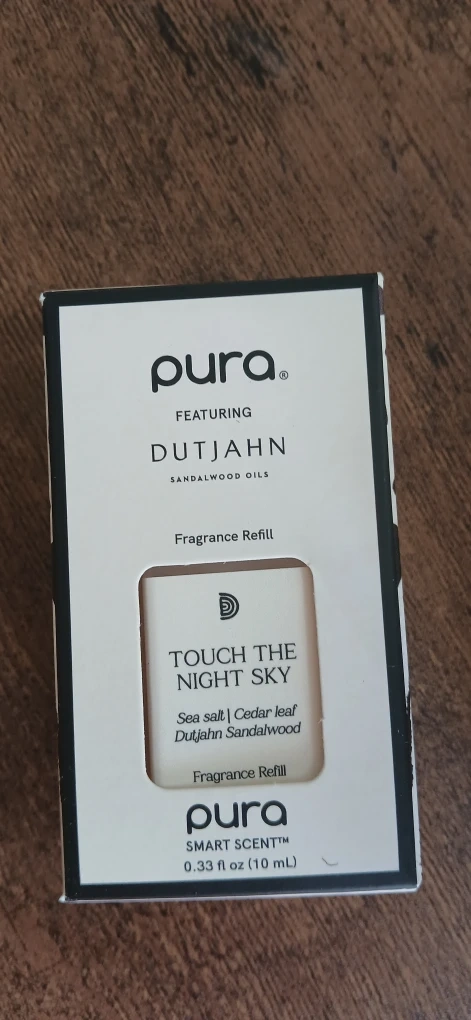 pura®
FEATURING
DUTJAHN
SANDALWOOD OILS
Fragrance Refill
TOUCH THE
NIGHT SKY
Sea salt | Cedar leaf
Dutjahn Sandalwood
Fragrance Refill
pura
SMART SCENT™
0.33 fl oz (10 mL)